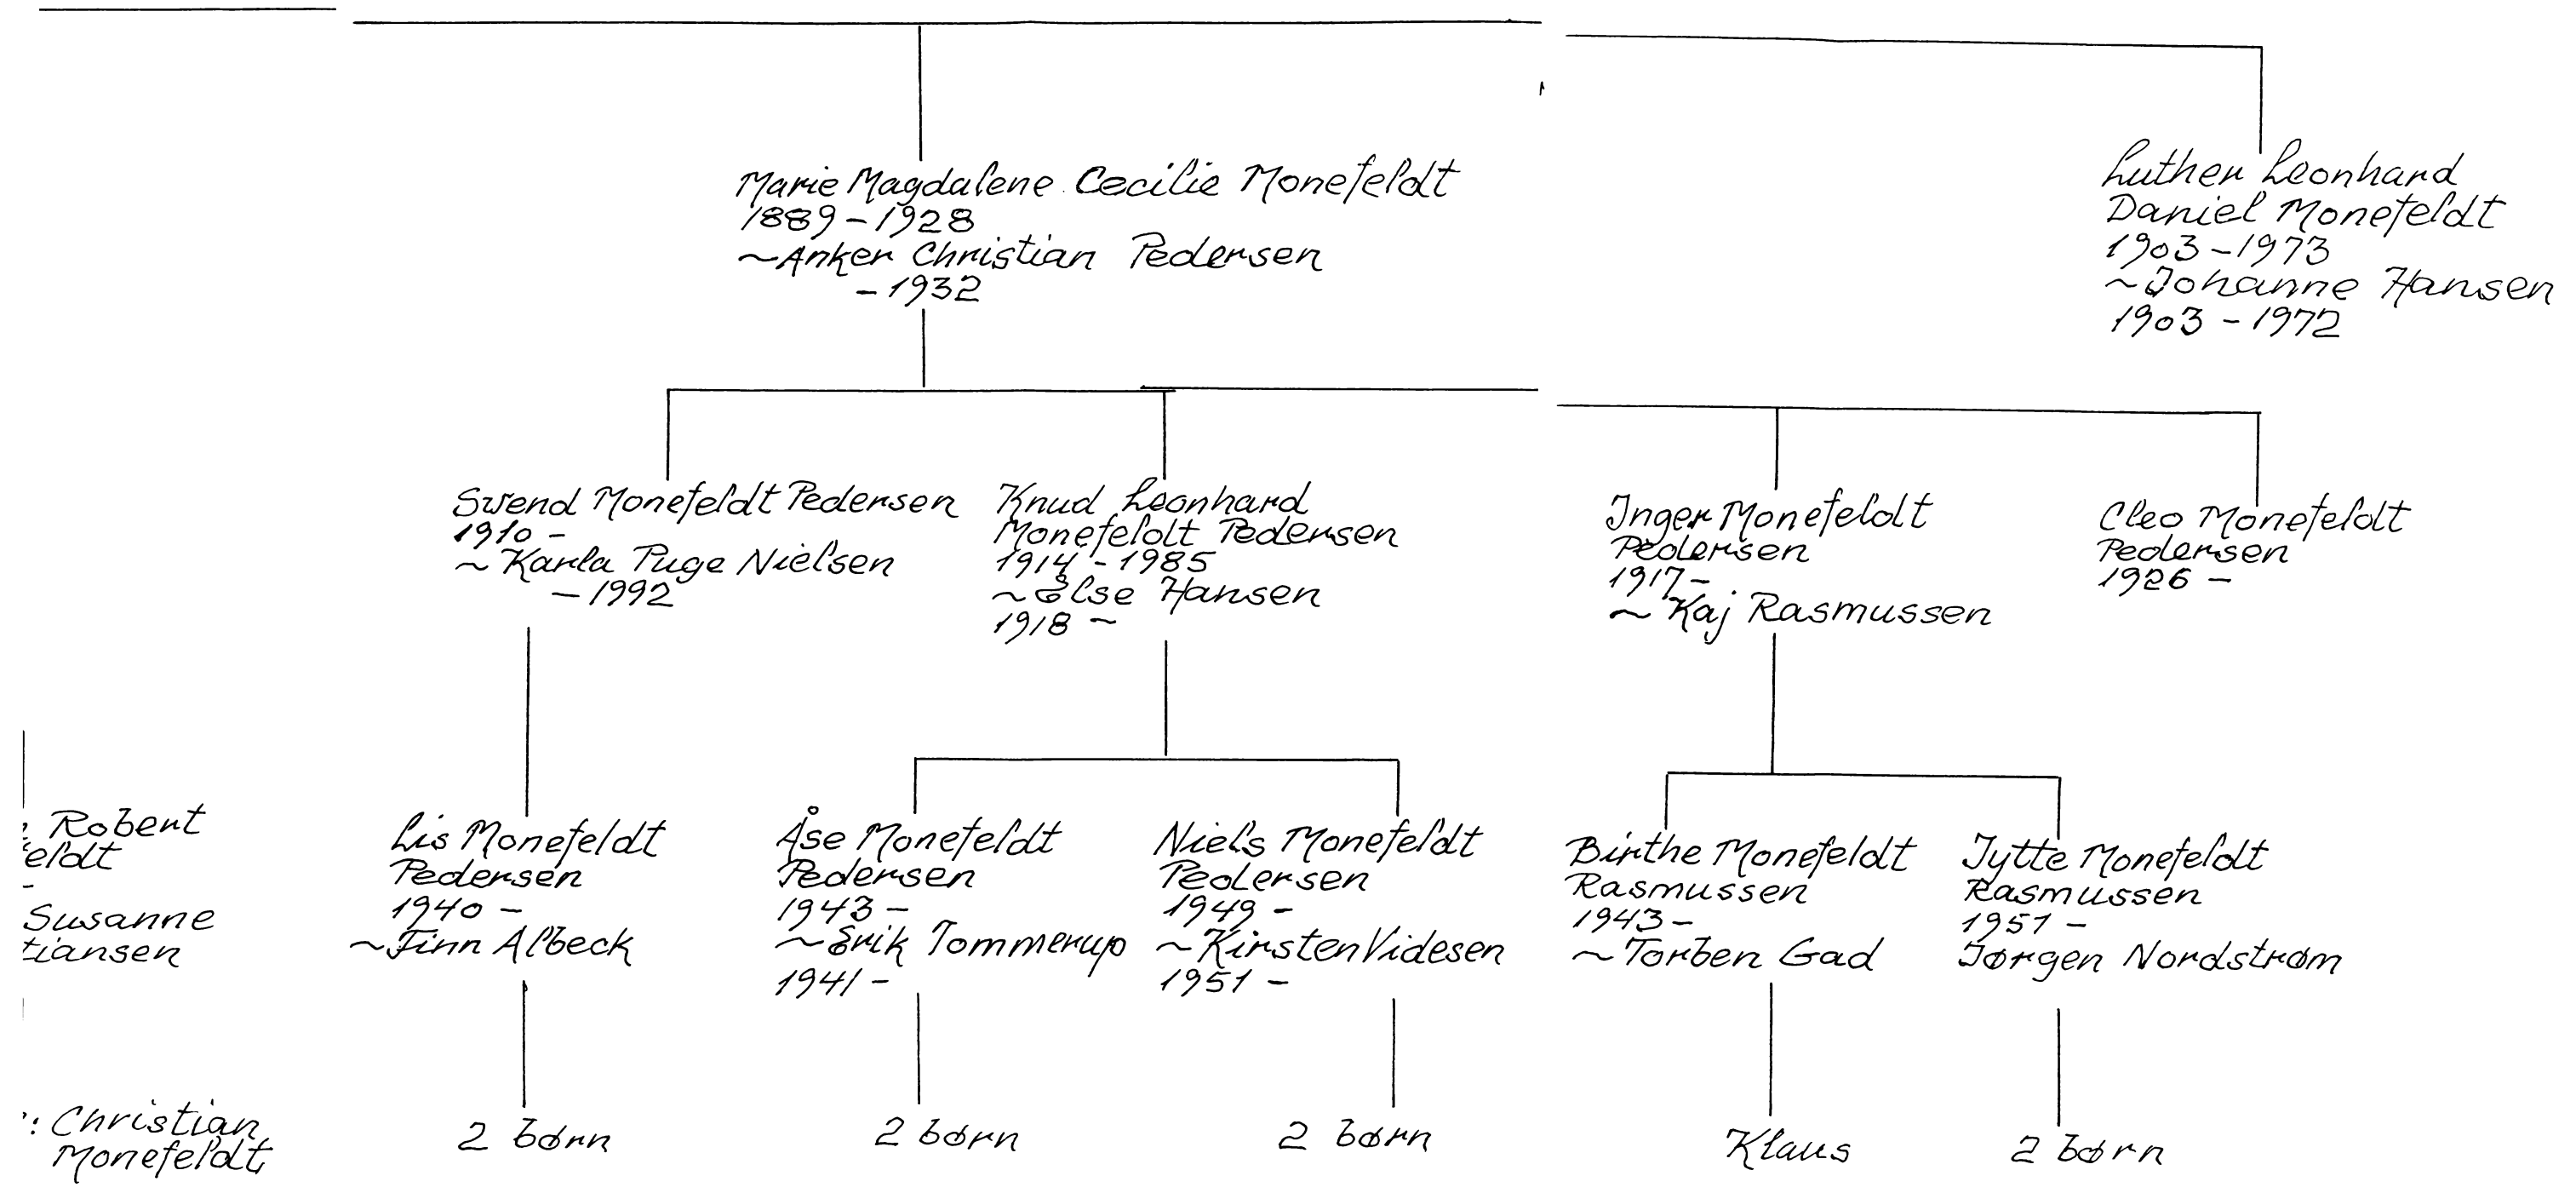 Marie Magdalene Cecilie Monefeldt
1889 - 1928
~Anker Christian Pedersen
- 1932
Luther Leonhard
Daniel Monefeldt
1903 - 1973
~Johanne Hansen
1903 - 1972
Svend Monefeldt Pedersen
1910 -
~ Karla Puge Nielsen
- 1992
Knud Leonhard
Monefeldt Pedersen
1914 - 1985
~Else Hansen
1918 ~
Inger Monefeldt
Pedersen
1917 -
~ Kaj Rasmussen
Cleo Monefeldt
Pedersen
1926 -
Robert
eldt
-
Susanne
tiansen
: Christian
Monefeldt
Lis Monefeldt
Pedersen
1940 -
~Finn Albeck
2 børn
Åse Monefeldt
Pedersen
1943 -
~Erik Tommerup
1941 -
2 børn
Niels Monefeldt
Pedersen
1949 -
~Kirsten Videsen
1951 -
2 børn
Birthe Monefeldt
Rasmussen
1943 -
~Torben Gad
Klaus
Jytte Monefeldt
Rasmussen
1951 -
Jørgen Nordstrøm
2 børn